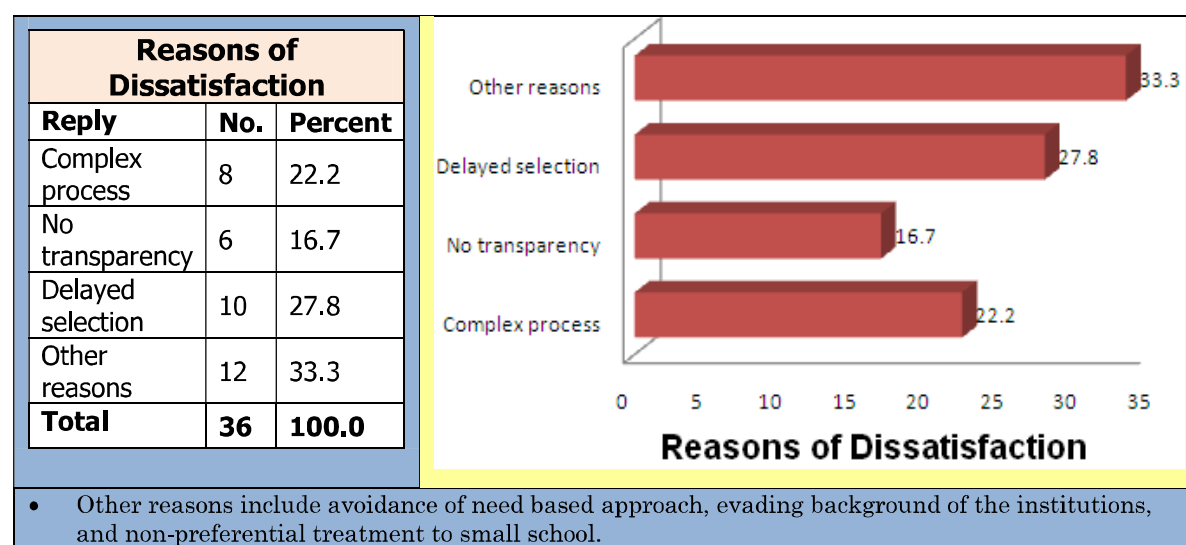 Reasons of
Dissatisfaction
Reply No. Percent
Complex
process 8 22.2
No
transparency 6 16.7
Delayed
selection 10 27.8
Other
reasons 12 33.3
Total 36 100.0
Other reasons 33.3
Delayed selection 27.8
No transparency 16.7
Complex process 22.2
0 5 10 15 20 25 30 35
Reasons of Dissatisfaction
• Other reasons include avoidance of need based approach, evading background of the institutions,
and non-preferential treatment to small school.